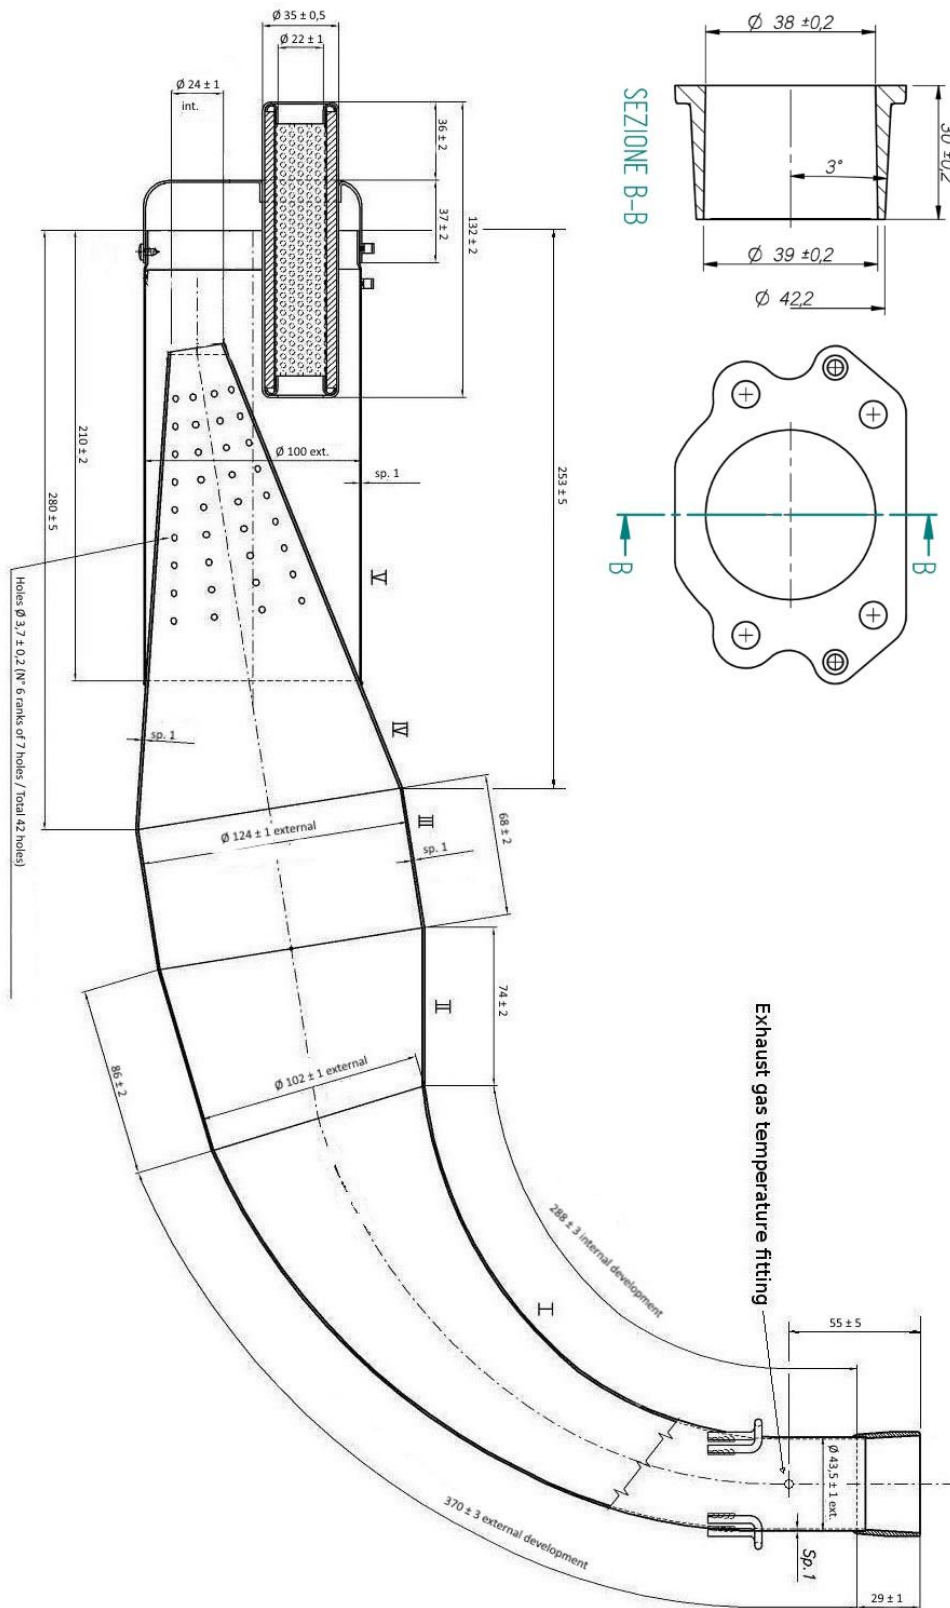 Ø 35 ± 0,5
Ø 22 ± 1
Ø 24 ± 1
int.
36 ± 2
37 ± 2
132 ± 2
Ø 38 ±0,2
30 ±0,2
3°
SEZIONE B-B
Ø 39 ±0,2
Ø 42,2
B
B
210 ± 2
280 ± 5
Ø 100 ext.
sp. 1
253 ± 5
V
Holes Ø 3,7 ± 0,2 (N° 6 ranks of 7 holes / Total 42 holes)
sp. 1
IV
Ø 124 ± 1 external
III
sp. 1
68 ± 2
74 ± 2
II
86 ± 2
Ø 102 ± 1 external
Exhaust gas temperature fitting
288 ± 3 internal development
I
55 ± 5
Ø 43,5 ± 1 ext.
370 ± 3 external development
Sp.1
29 ± 1